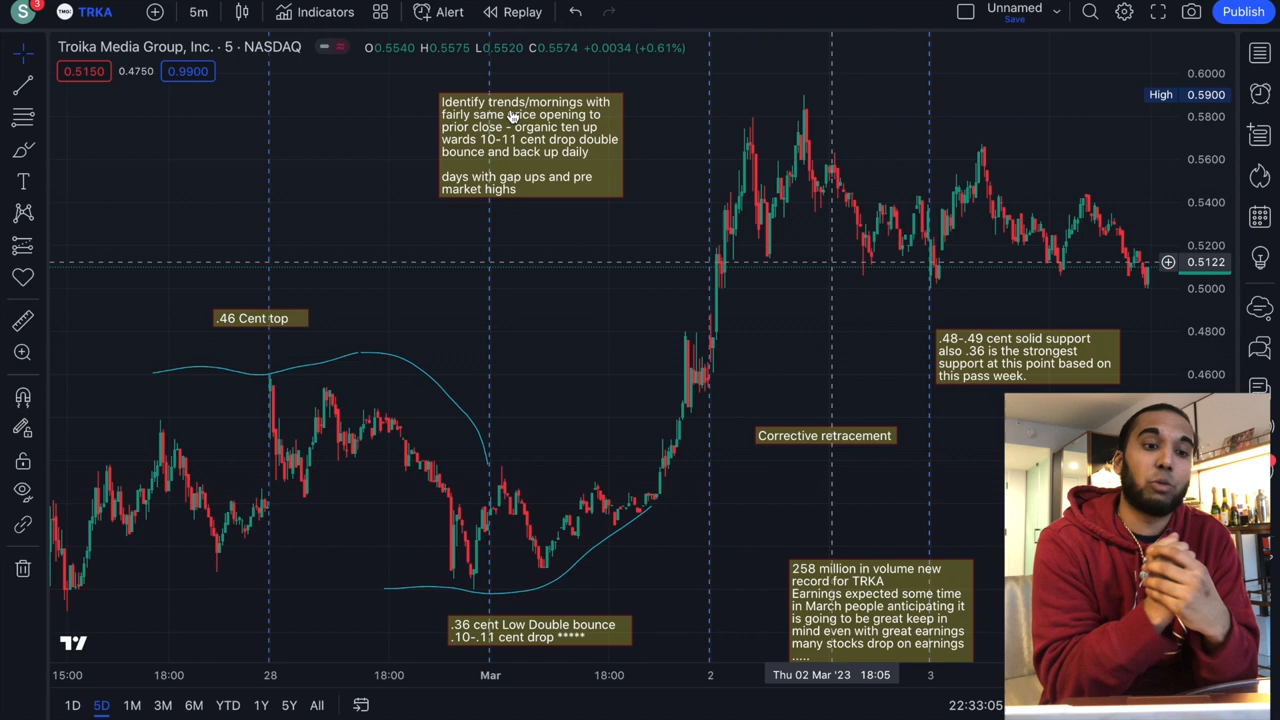 S
3
TRKA
5m
Indicators
Alert
Replay
Unnamed
Save
Publish
Troika Media Group, Inc. · 5 · NASDAQ
O0.5540 H0.5575 L0.5520 C0.5574 +0.0034 (+0.61%)
0.5150
0.4750
0.9900
Identify trends/mornings with
fairly same price opening to
prior close - organic ten up
wards 10-11 cent drop double
bounce and back up daily
days with gap ups and pre
market highs
.46 Cent top
.48-.49 cent solid support
also .36 is the strongest
support at this point based on
this pass week.
Corrective retracement
.36 cent Low Double bounce
.10-.11 cent drop *****
258 million in volume new
record for TRKA
Earnings expected some time
in March people anticipating it
is going to be great keep in
mind even with great earnings
many stocks drop on earnings
.....
0.6000
High 0.5900
0.5600
0.5400
0.5200
0.5122
0.5000
0.4800
0.4600
15:00
18:00
28
18:00
Mar
18:00
2
Thu 02 Mar '23 18:05
3
1D
5D
1M
3M
6M
YTD
1Y
5Y
All
22:33:05